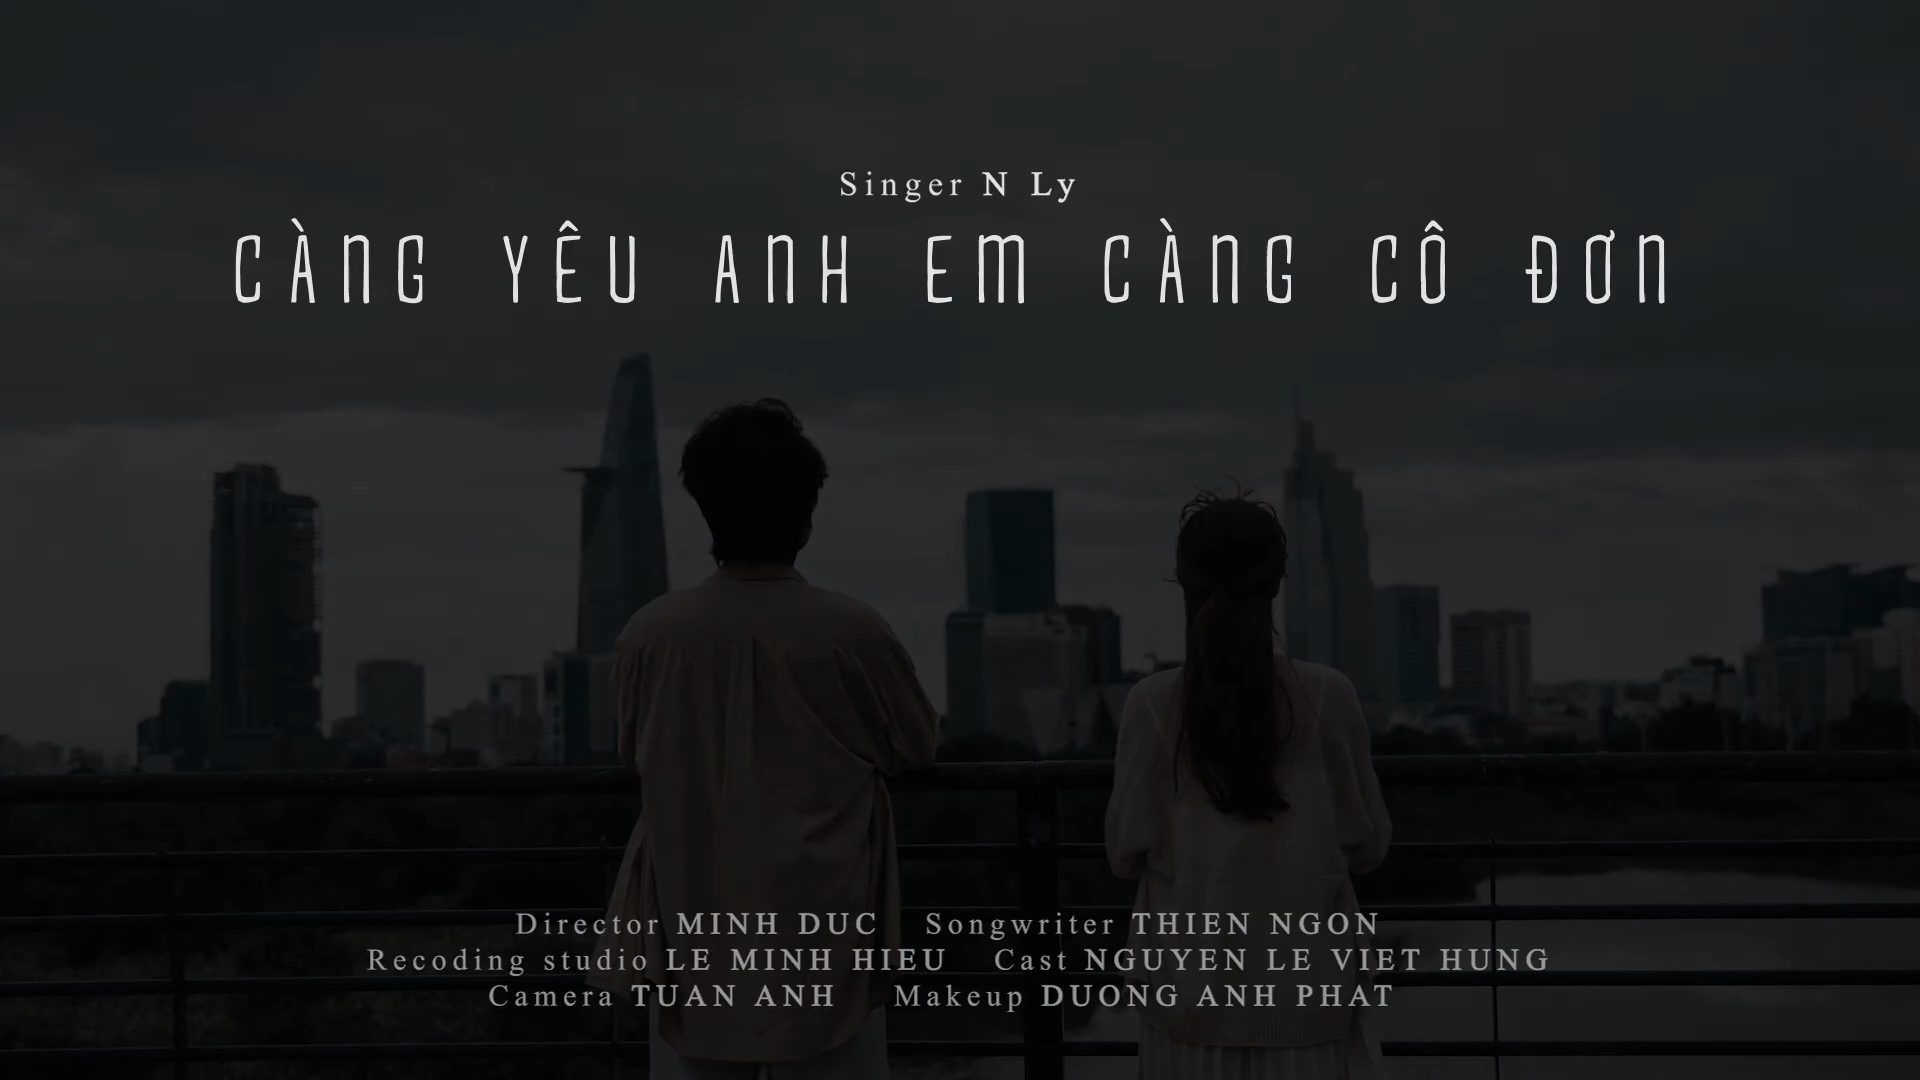 Singer N Ly
CÀNG YÊU ANH EM CÀNG CÔ ĐƠN
Director MINH DUC Songwriter THIEN NGON
Recoding studio LE MINH HIEU Cast NGUYEN LE VIET HUNG
Camera TUAN ANH Makeup DUONG ANH PHAT